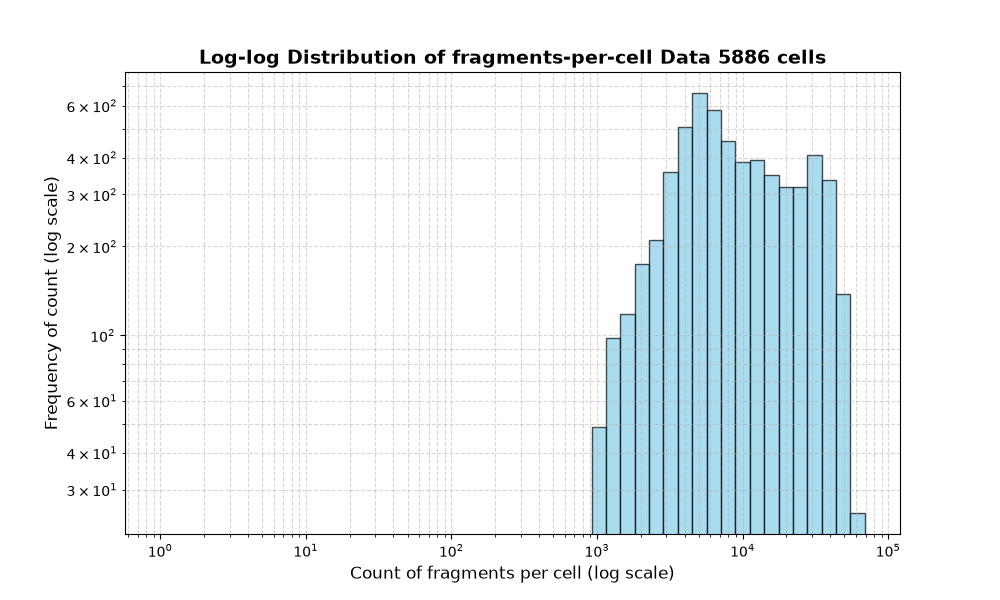 Log-log Distribution of fragments-per-cell Data 5886 cells
Frequency of count (log scale)
6 × 10²
4 × 10²
3 × 10²
2 × 10²
10²
6 × 10¹
4 × 10¹
3 × 10¹
10⁰ 10¹ 10² 10³ 10⁴ 10⁵
Count of fragments per cell (log scale)